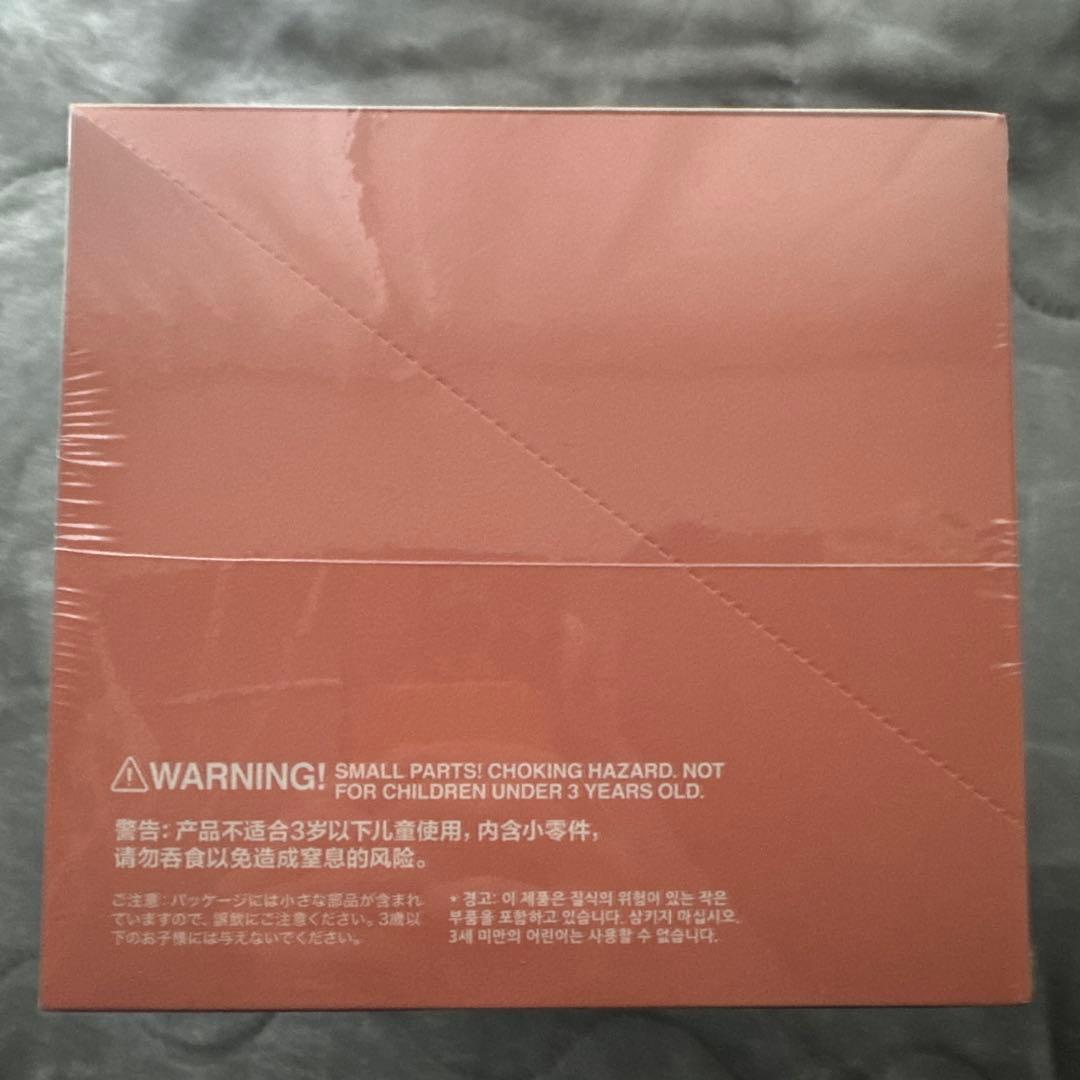 ⚠WARNING! SMALL PARTS! CHOKING HAZARD. NOT
FOR CHILDREN UNDER 3 YEARS OLD.
警告：产品不适合3岁以下儿童使用，内含小零件，
请勿吞食以免造成窒息的风险。
ご注意：パッケージには小さな部品が含まれ
ていますので、誤飲にご注意ください。3歳以
下のお子様には与えないでください。
* 경고: 이 제품은 질식의 위험이 있는 작은
부품을 포함하고 있습니다. 삼키지 마십시오.
3세 미만의 어린이는 사용할 수 없습니다.